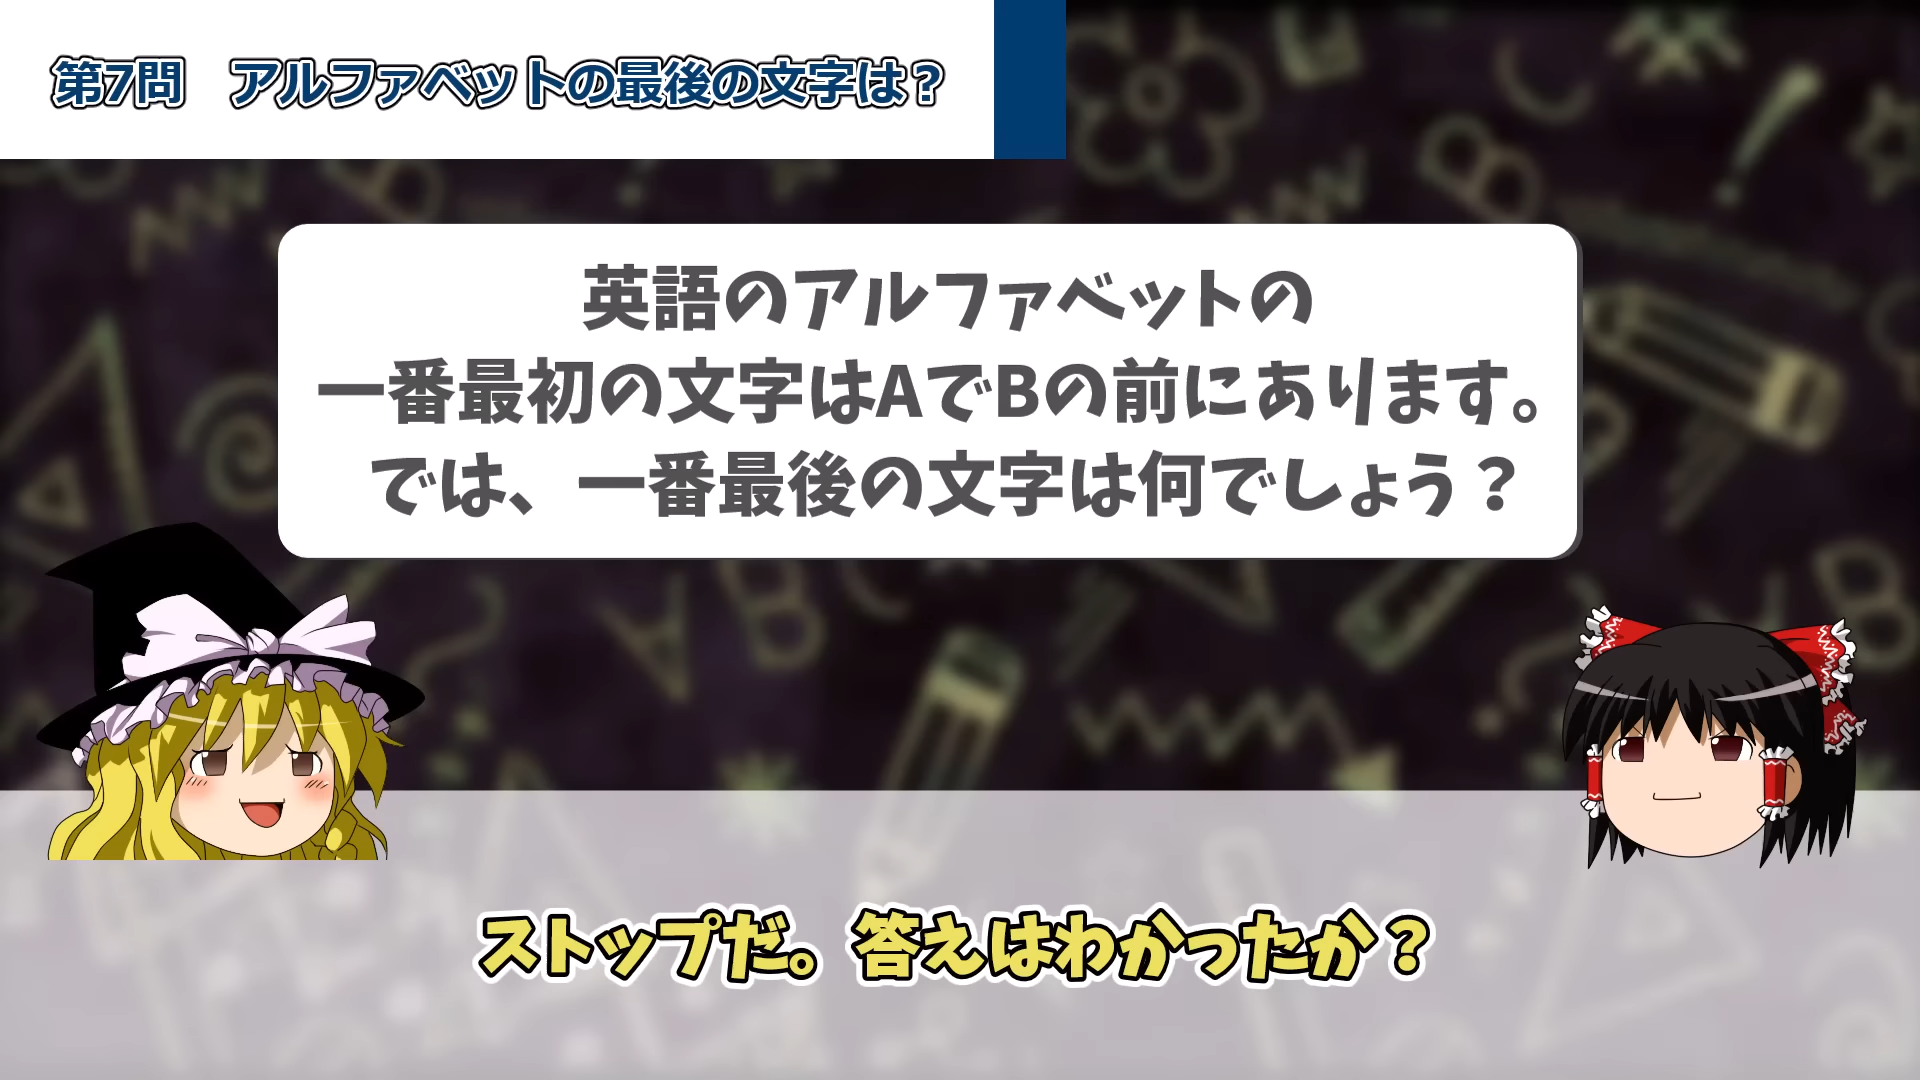 第7問　アルファベットの最後の文字は？
英語のアルファベットの
一番最初の文字はAでBの前にあります。
では、一番最後の文字は何でしょう？
ストップだ。答えはわかったか？